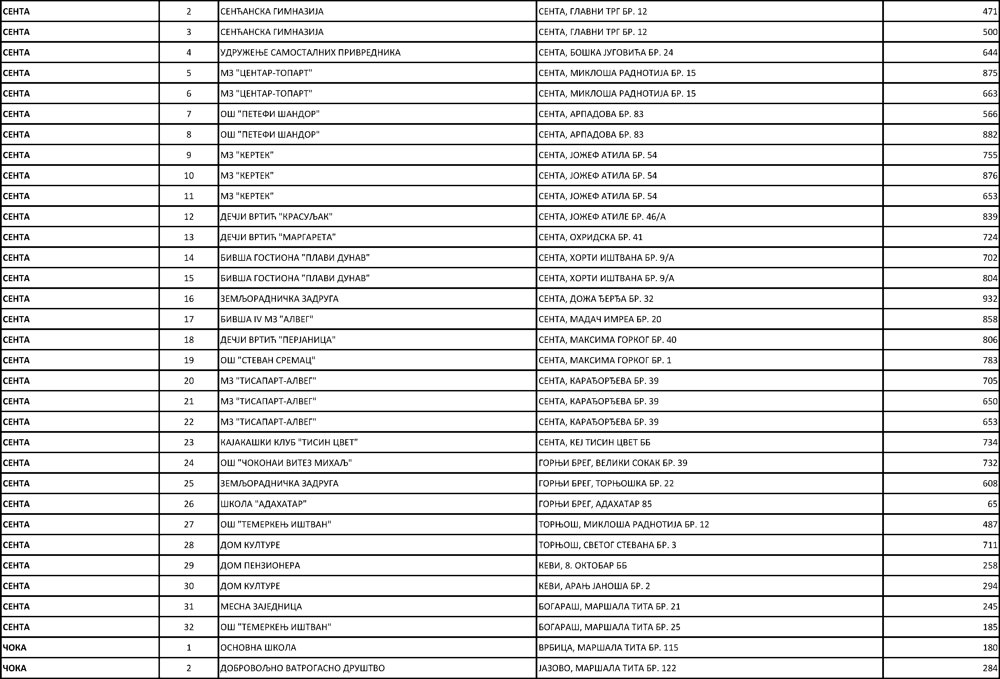 СЕНТА 2 СЕНЋАНСКА ГИМНАЗИЈА СЕНТА, ГЛАВНИ ТРГ БР. 12 471
СЕНТА 3 СЕНЋАНСКА ГИМНАЗИЈА СЕНТА, ГЛАВНИ ТРГ БР. 12 500
СЕНТА 4 УДРУЖЕЊЕ САМОСТАЛНИХ ПРИВРЕДНИКА СЕНТА, БОШКА ЈУГОВИЋА БР. 24 644
СЕНТА 5 МЗ "ЦЕНТАР-ТОПАРТ" СЕНТА, МИКЛОША РАДНОТИЈА БР. 15 875
СЕНТА 6 МЗ "ЦЕНТАР-ТОПАРТ" СЕНТА, МИКЛОША РАДНОТИЈА БР. 15 663
СЕНТА 7 ОШ "ПЕТЕФИ ШАНДОР" СЕНТА, АРПАДОВА БР. 83 566
СЕНТА 8 ОШ "ПЕТЕФИ ШАНДОР" СЕНТА, АРПАДОВА БР. 83 882
СЕНТА 9 МЗ "КЕРТЕК" СЕНТА, ЈОЖЕФ АТИЛА БР. 54 755
СЕНТА 10 МЗ "КЕРТЕК" СЕНТА, ЈОЖЕФ АТИЛА БР. 54 876
СЕНТА 11 МЗ "КЕРТЕК" СЕНТА, ЈОЖЕФ АТИЛА БР. 54 653
СЕНТА 12 ДЕЧЈИ ВРТИЋ "КРАСУЉАК" СЕНТА, ЈОЖЕФ АТИЛЕ БР. 46/А 839
СЕНТА 13 ДЕЧЈИ ВРТИЋ "МАРГАРЕТА" СЕНТА, ОХРИДСКА БР. 41 724
СЕНТА 14 БИВША ГОСТИОНА "ПЛАВИ ДУНАВ" СЕНТА, ХОРТИ ИШТВАНА БР. 9/А 702
СЕНТА 15 БИВША ГОСТИОНА "ПЛАВИ ДУНАВ" СЕНТА, ХОРТИ ИШТВАНА БР. 9/А 804
СЕНТА 16 ЗЕМЉОРАДНИЧКА ЗАДРУГА СЕНТА, ДОЖА ЂЕРЂА БР. 32 932
СЕНТА 17 БИВША IV МЗ "АЛВЕГ" СЕНТА, МАДАЧ ИМРЕА БР. 20 858
СЕНТА 18 ДЕЧЈИ ВРТИЋ "ПЕРЈАНИЦА" СЕНТА, МАКСИМА ГОРКОГ БР. 40 806
СЕНТА 19 ОШ "СТЕВАН СРЕМАЦ" СЕНТА, МАКСИМА ГОРКОГ БР. 1 783
СЕНТА 20 МЗ "ТИСАПАРТ-АЛВЕГ" СЕНТА, КАРАЂОРЂЕВА БР. 39 705
СЕНТА 21 МЗ "ТИСАПАРТ-АЛВЕГ" СЕНТА, КАРАЂОРЂЕВА БР. 39 650
СЕНТА 22 МЗ "ТИСАПАРТ-АЛВЕГ" СЕНТА, КАРАЂОРЂЕВА БР. 39 653
СЕНТА 23 КАЈАКАШКИ КЛУБ "ТИСИН ЦВЕТ" СЕНТА, КЕЈ ТИСИН ЦВЕТ ББ 734
СЕНТА 24 ОШ "ЧОКОНАИ ВИТЕЗ МИХАЉ" ГОРЊИ БРЕГ, ВЕЛИКИ СОКАК БР. 39 732
СЕНТА 25 ЗЕМЉОРАДНИЧКА ЗАДРУГА ГОРЊИ БРЕГ, ТОРЊОШКА БР. 22 608
СЕНТА 26 ШКОЛА "АДАХАТАР" ГОРЊИ БРЕГ, АДАХАТАР 85 65
СЕНТА 27 ОШ "ТЕМЕРКЕЊ ИШТВАН" ТОРЊОШ, МИКЛОША РАДНОТИЈА БР. 12 487
СЕНТА 28 ДОМ КУЛТУРЕ ТОРЊОШ, СВЕТОГ СТЕВАНА БР. 3 711
СЕНТА 29 ДОМ ПЕНЗИОНЕРА КЕВИ, 8. ОКТОБАР ББ 258
СЕНТА 30 ДОМ КУЛТУРЕ КЕВИ, АРАЊ ЈАНОША БР. 2 294
СЕНТА 31 МЕСНА ЗАЈЕДНИЦА БОГАРАШ, МАРШАЛА ТИТА БР. 21 245
СЕНТА 32 ОШ "ТЕМЕРКЕЊ ИШТВАН" БОГАРАШ, МАРШАЛА ТИТА БР. 25 185
ЧОКА 1 ОСНОВНА ШКОЛА ВРБИЦА, МАРШАЛА ТИТА БР. 115 180
ЧОКА 2 ДОБРОВОЉНО ВАТРОГАСНО ДРУШТВО ЈАЗОВО, МАРШАЛА ТИТА БР. 122 284